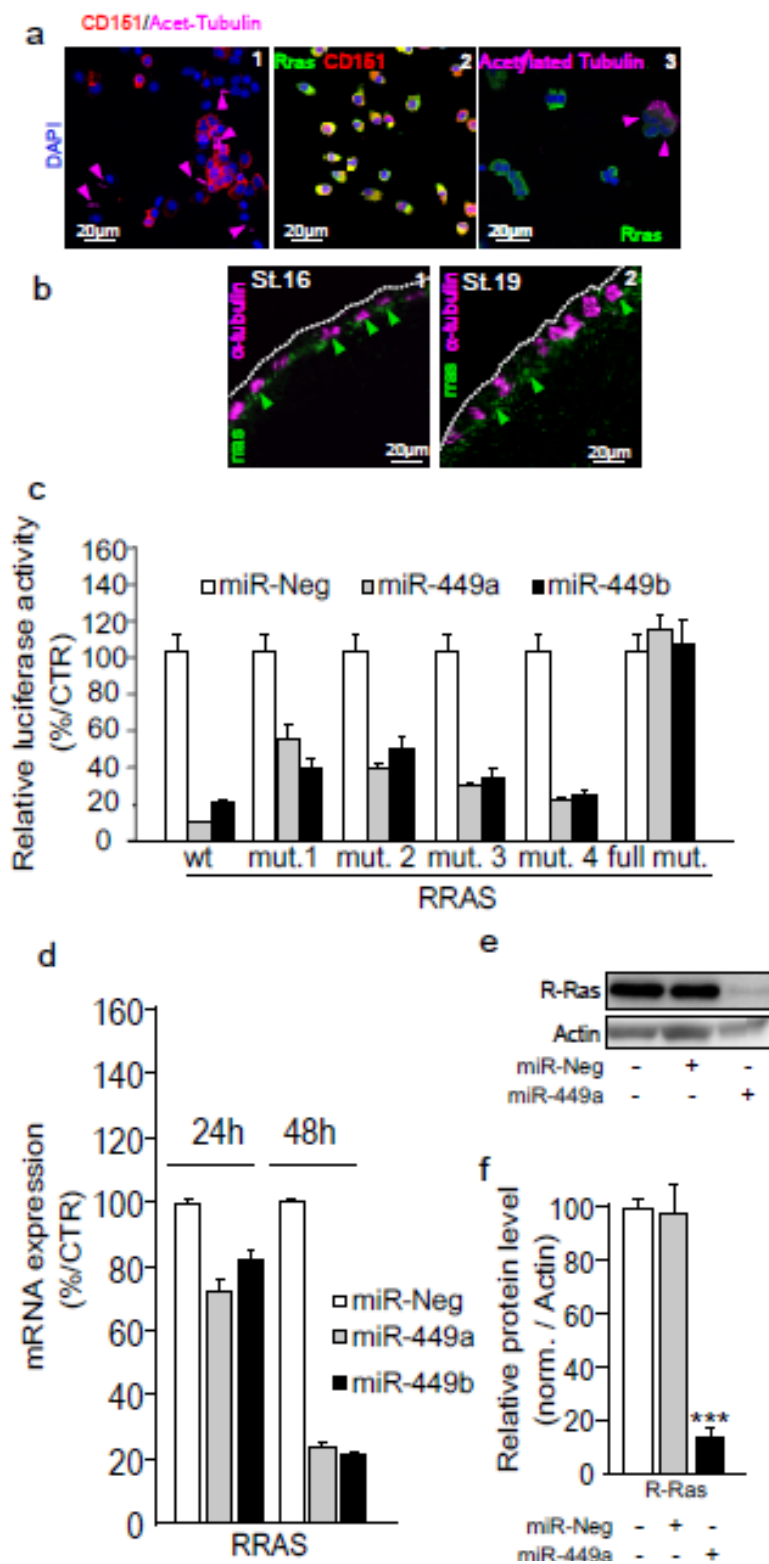 a
CD151/Acet-Tubulin
DAPI
1
20µm
Rras CD151
2
20µm
Acetylated Tubulin
3
20µm
Rras
b
St.16
1
rras α-tubulin
20µm
St.19
2
rras α-tubulin
20µm
c
Relative luciferase activity
(%/CTR)
160
140
120
100
80
60
40
20
0
miR-Neg miR-449a miR-449b
wt mut.1 mut. 2 mut. 3 mut. 4 full mut.
RRAS
d
mRNA expression
(%/CTR)
160
140
120
100
80
60
40
20
0
24h 48h
miR-Neg
miR-449a
miR-449b
RRAS
e
R-Ras
Actin
miR-Neg - + -
miR-449a - - +
f
Relative protein level
(norm. / Actin)
100
80
60
40
20
0
***
R-Ras
miR-Neg - + -
miR-449a - - +